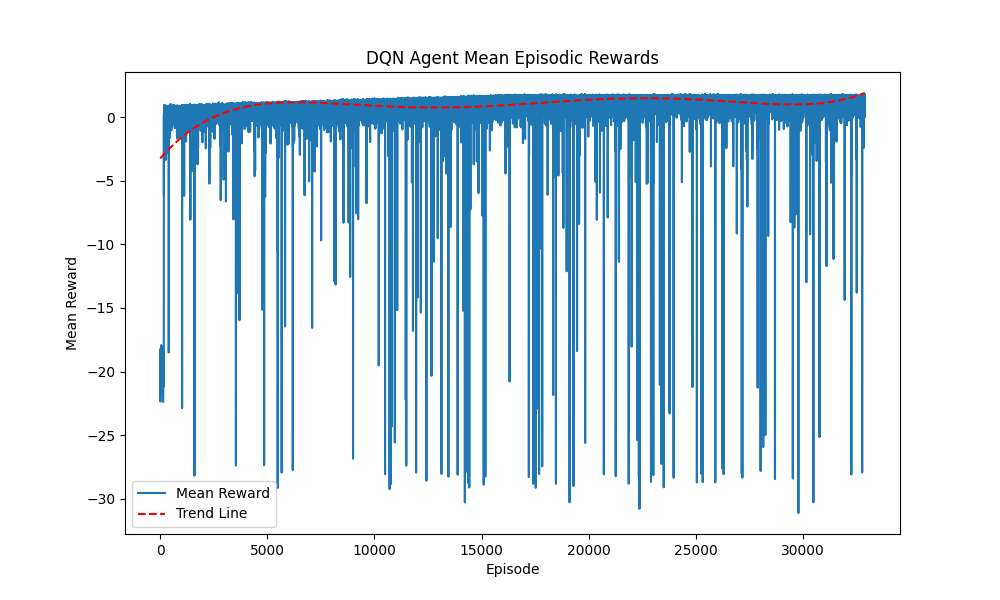 DQN Agent Mean Episodic Rewards
Mean Reward
0
−5
−10
−15
−20
−25
−30
Mean Reward
Trend Line
0 5000 10000 15000 20000 25000 30000
Episode